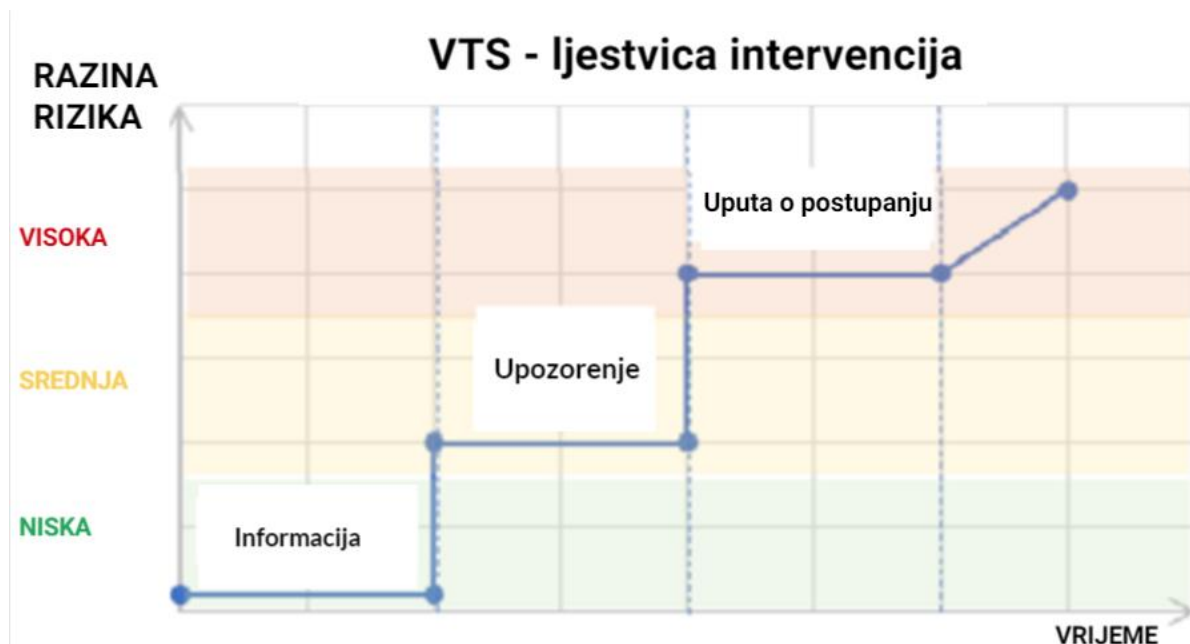 VTS - ljestvica intervencija
RAZINA
RIZIKA
Uputa o postupanju
VISOKA
Upozorenje
SREDNJA
NISKA
Informacija
VRIJEME